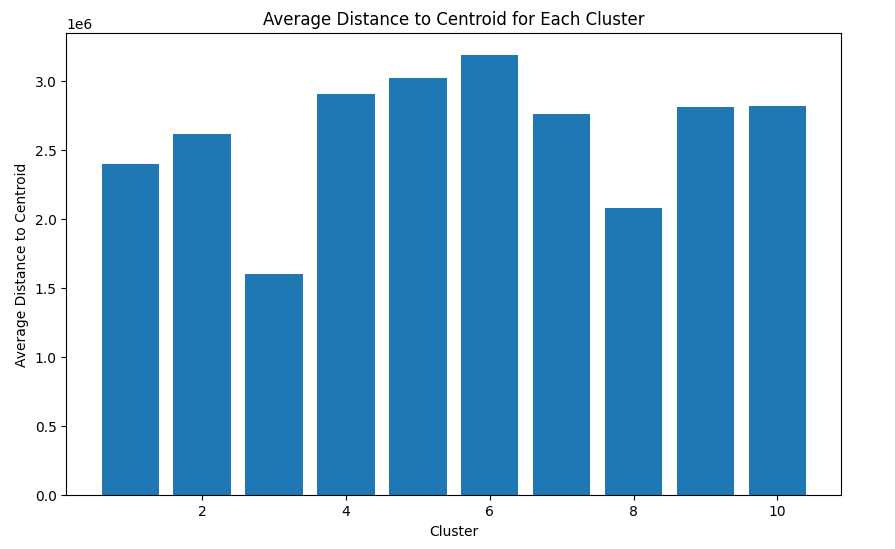 Average Distance to Centroid for Each Cluster
1e6
3.0
2.5
2.0
1.5
1.0
0.5
0.0
Average Distance to Centroid
2 4 6 8 10
Cluster